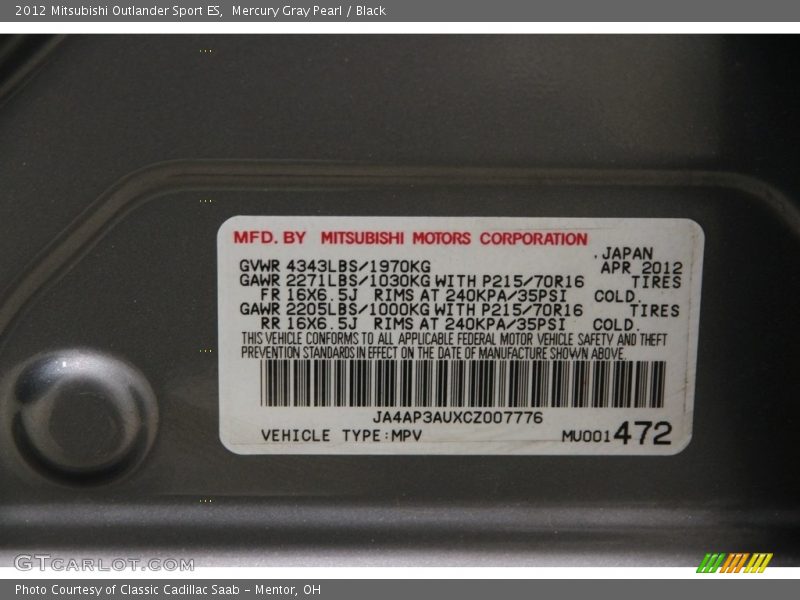 2012 Mitsubishi Outlander Sport ES, Mercury Gray Pearl / Black
MFD. BY MITSUBISHI MOTORS CORPORATION
.JAPAN
GVWR 4343LBS/1970KG APR 2012
GAWR 2271LBS/1030KG WITH P215/70R16 TIRES
FR 16X6.5J RIMS AT 240KPA/35PSI COLD.
GAWR 2205LBS/1000KG WITH P215/70R16 TIRES
RR 16X6.5J RIMS AT 240KPA/35PSI COLD.
THIS VEHICLE CONFORMS TO ALL APPLICABLE FEDERAL MOTOR VEHICLE SAFETY AND THEFT
PREVENTION STANDARDS IN EFFECT ON THE DATE OF MANUFACTURE SHOWN ABOVE.
JA4AP3AUXCZ007776
VEHICLE TYPE:MPV MU001472
GTCARLOT.COM
Photo Courtesy of Classic Cadillac Saab - Mentor, OH